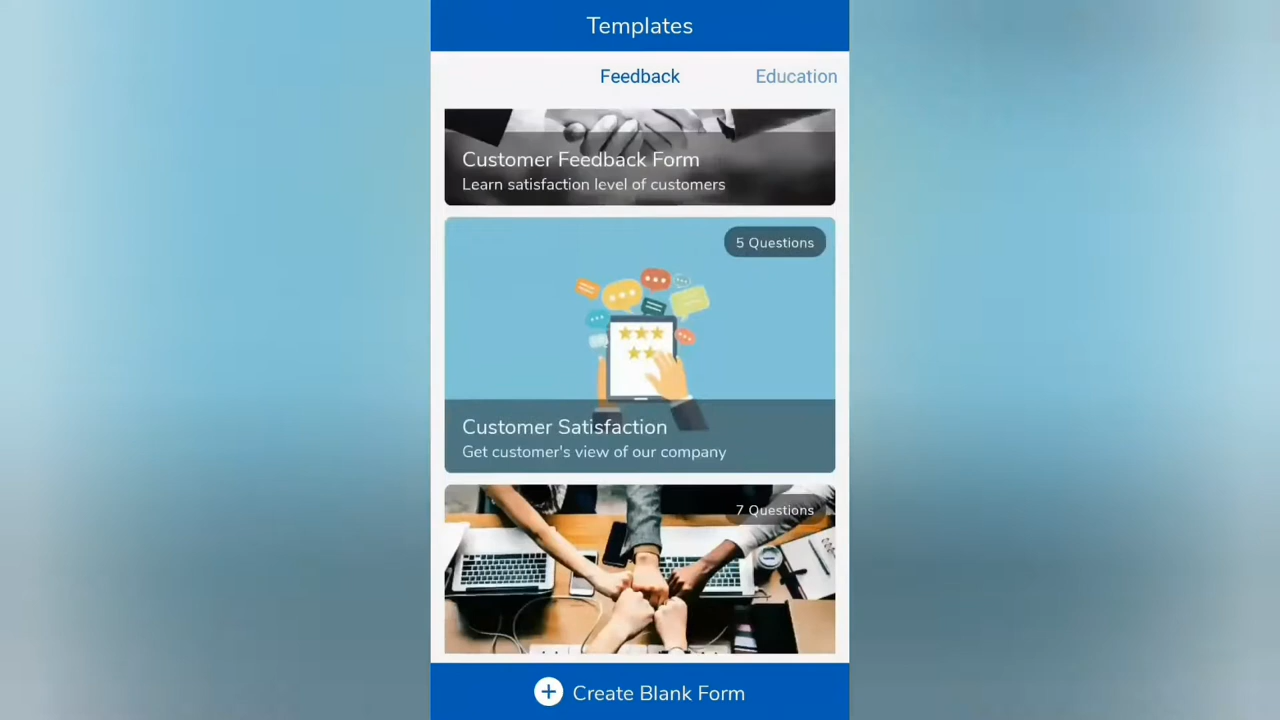 Templates
Feedback
Education
Customer Feedback Form
Learn satisfaction level of customers
5 Questions
Customer Satisfaction
Get customer's view of our company
7 Questions
Create Blank Form